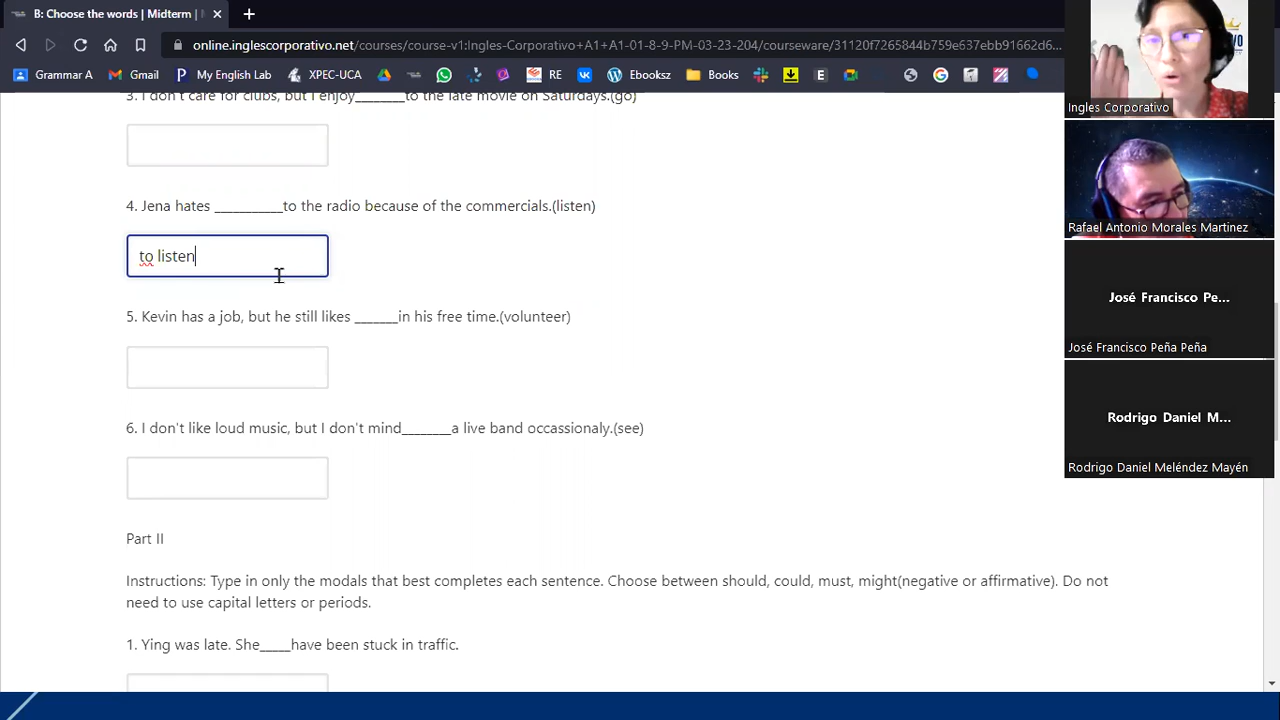 B: Choose the words | Midterm |
online.inglescorporativo.net/courses/course-v1:Ingles-Corporativo+A1+A1-01-8-9-PM-03-23-204/courseware/31120f7265844b759e637ebb91662d6...
Grammar A
Gmail
My English Lab
XPEC-UCA
RE
Ebooksz
Books
3. I don't care for clubs, but I enjoy________to the late movie on Saturdays.(go)
4. Jena hates ___________to the radio because of the commercials.(listen)
to listen
5. Kevin has a job, but he still likes _______in his free time.(volunteer)
6. I don't like loud music, but I don't mind________a live band occassionaly.(see)
Part II
Instructions: Type in only the modals that best completes each sentence. Choose between should, could, must, might(negative or affirmative). Do not
need to use capital letters or periods.
1. Ying was late. She_____have been stuck in traffic.
Ingles Corporativo
Rafael Antonio Morales Martinez
José Francisco Pe...
José Francisco Peña Peña
Rodrigo Daniel M...
Rodrigo Daniel Meléndez Mayén